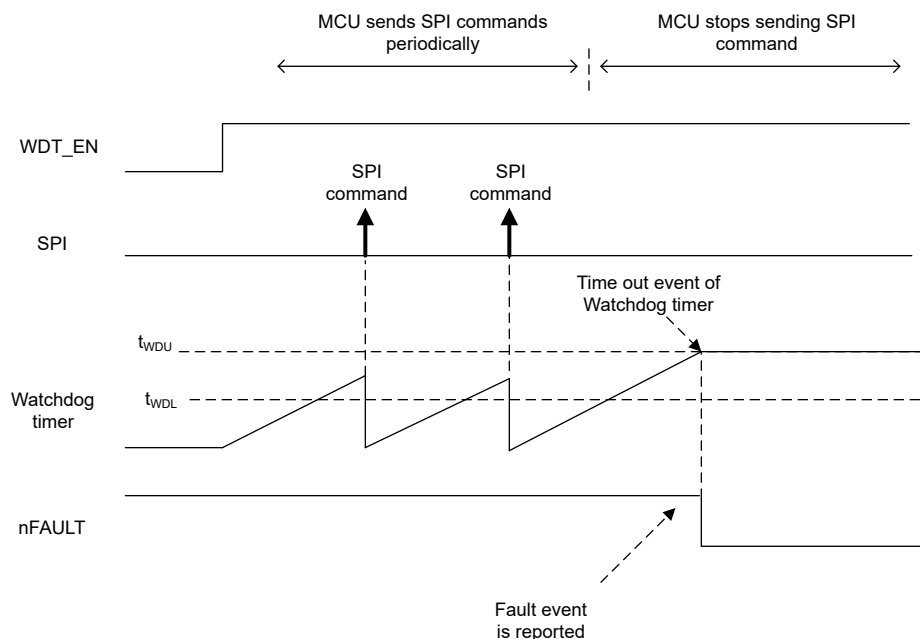 MCU sends SPI commands
periodically
MCU stops sending SPI
command
WDT_EN
SPI
command
SPI
command
SPI
Time out event of
Watchdog timer
tWDU
tWDL
Watchdog
timer
nFAULT
Fault event
is reported